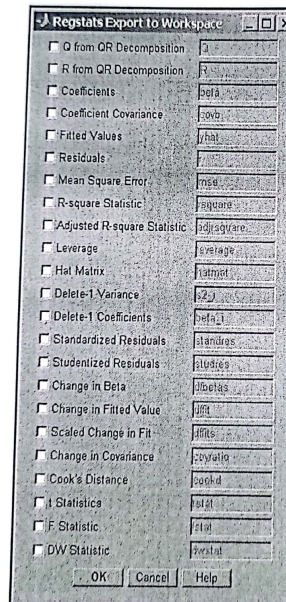 Regstats Export to Workspace
Q from QR Decomposition Q
R from QR Decomposition R
Coefficients beta
Coefficient Covariance covb
Fitted Values yhat
Residuals r
Mean Square Error mse
R-square Statistic rsquare
Adjusted R-square Statistic adjrsquare
Leverage leverage
Hat Matrix hatmat
Delete-1 Variance s2_i
Delete-1 Coefficients beta_i
Standardized Residuals standres
Studentized Residuals studres
Change in Beta dfbetas
Change in Fitted Value dffit
Scaled Change in Fit dffits
Change in Covariance covratio
Cook's Distance cookd
t Statistics tstat
F Statistic fstat
DW Statistic dwstat
OK Cancel Help